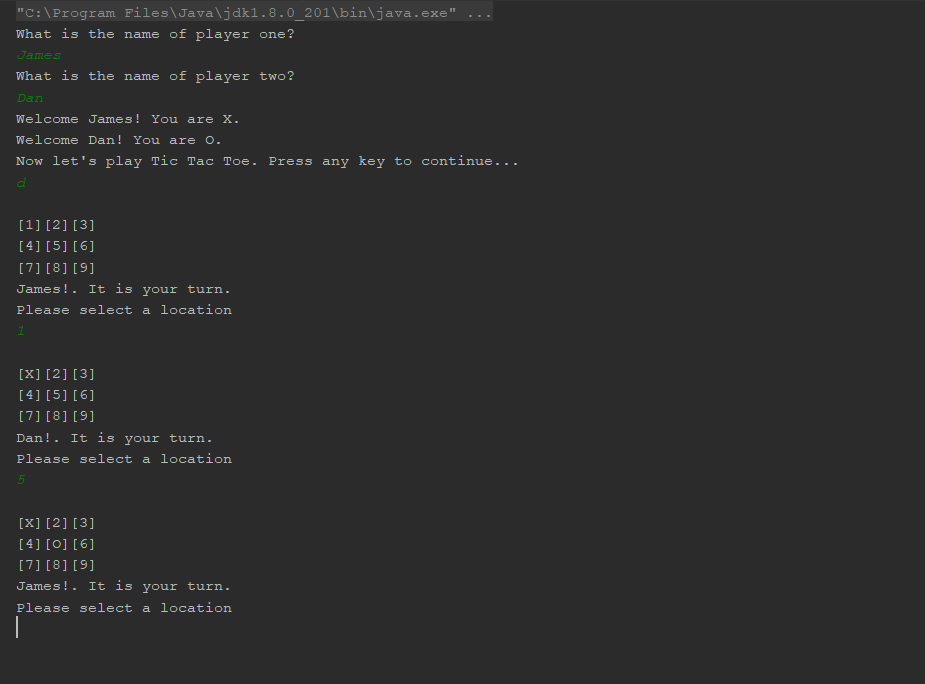 "C:\Program Files\Java\jdk1.8.0_201\bin\java.exe" ...
What is the name of player one?
James
What is the name of player two?
Dan
Welcome James! You are X.
Welcome Dan! You are O.
Now let's play Tic Tac Toe. Press any key to continue...
d
[1][2][3]
[4][5][6]
[7][8][9]
James!. It is your turn.
Please select a location
1
[X][2][3]
[4][5][6]
[7][8][9]
Dan!. It is your turn.
Please select a location
5
[X][2][3]
[4][O][6]
[7][8][9]
James!. It is your turn.
Please select a location